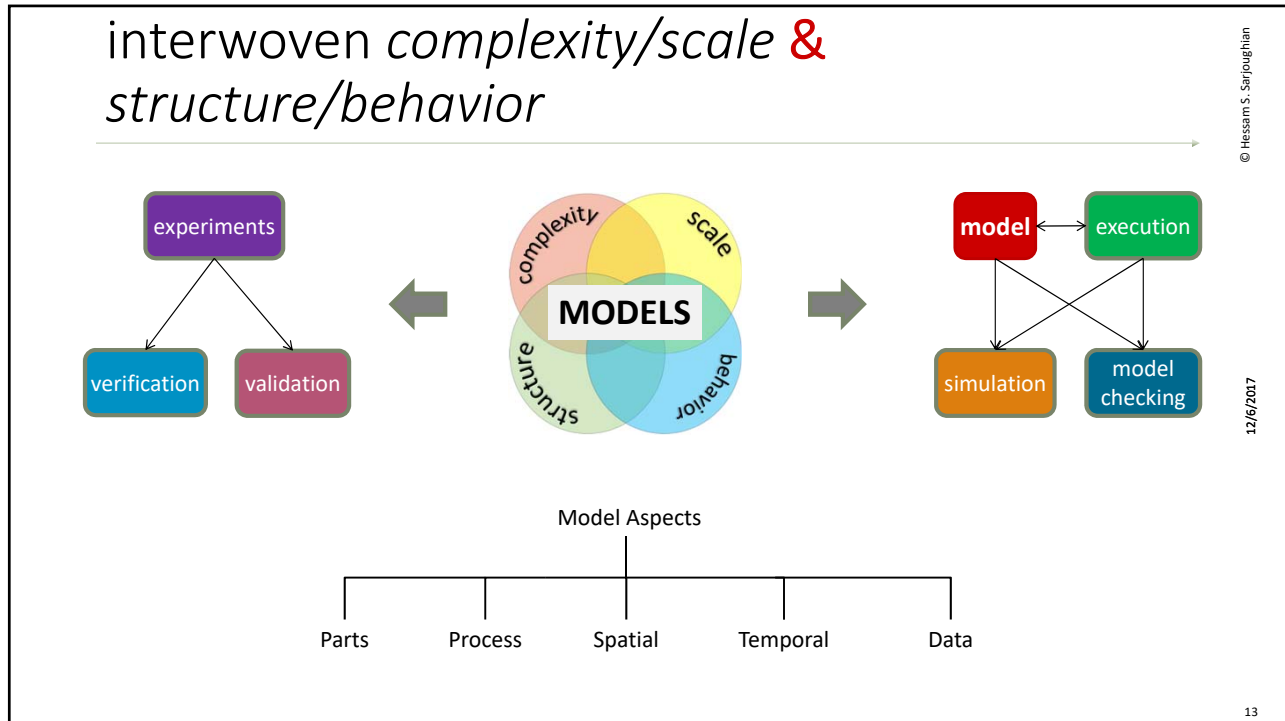 interwoven complexity/scale &
structure/behavior
© Hessam S. Sarjoughian
experiments
verification
validation
complexity
scale
MODELS
structure
behavior
model
execution
simulation
model
checking
12/6/2017
Model Aspects
Parts
Process
Spatial
Temporal
Data
13